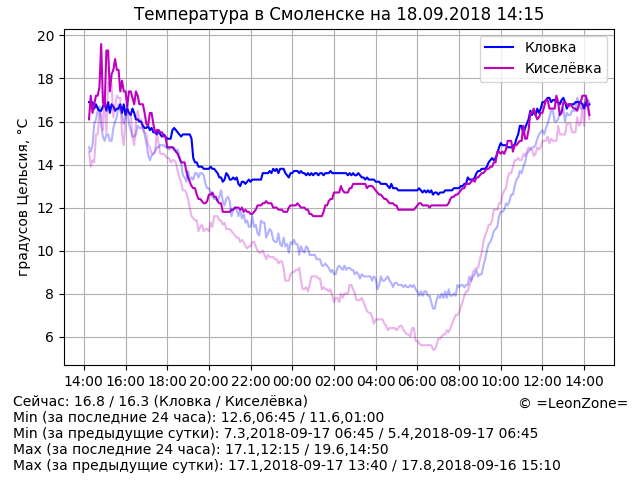 Температура в Смоленске на 18.09.2018 14:15
градусов Цельсия, °C
20
18
16
14
12
10
8
6
Кловка
Киселёвка
14:00 16:00 18:00 20:00 22:00 00:00 02:00 04:00 06:00 08:00 10:00 12:00 14:00
Сейчас: 16.8 / 16.3 (Кловка / Киселёвка)
© =LeonZone=
Min (за последние 24 часа): 12.6,06:45 / 11.6,01:00
Min (за предыдущие сутки): 7.3,2018-09-17 06:45 / 5.4,2018-09-17 06:45
Max (за последние 24 часа): 17.1,12:15 / 19.6,14:50
Max (за предыдущие сутки): 17.1,2018-09-17 13:40 / 17.8,2018-09-16 15:10